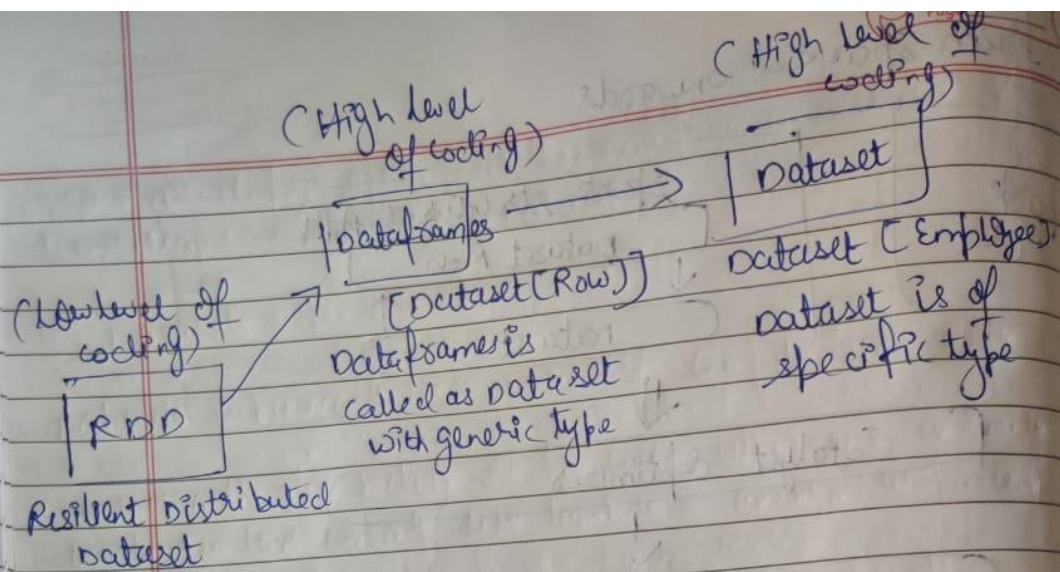 (High Level of
coding)
(High Level
of coding)
Dataset
Dataframes
Dataset [Employee]
[Dataset(Row)]
(Low level of
coding)
Dataset is of
specific type
Dataframes is
called as Dataset
with generic type
RDD
Resilient Distributed
Dataset